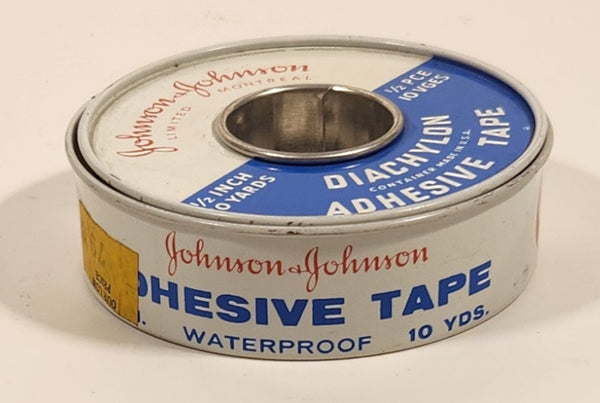 Johnson & Johnson
LIMITED MONTREAL
1/2 PCE
10 VGES
DIACHYLON
CONTAINER MADE IN U.S.A.
ADHESIVE TAPE
1/2 INCH
10 YARDS
Johnson & Johnson
DHESIVE TAPE
WATERPROOF 10 YDS.